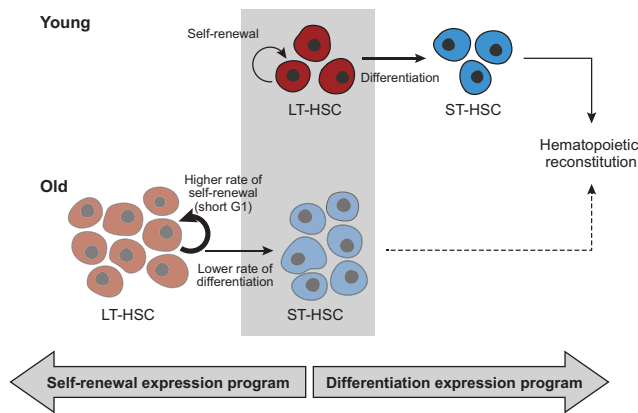 Young
Self-renewal
Differentiation
LT-HSC
ST-HSC
Hematopoietic
reconstitution
Old
Higher rate of
self-renewal
(short G1)
Lower rate of
differentiation
LT-HSC
ST-HSC
Self-renewal expression program
Differentiation expression program